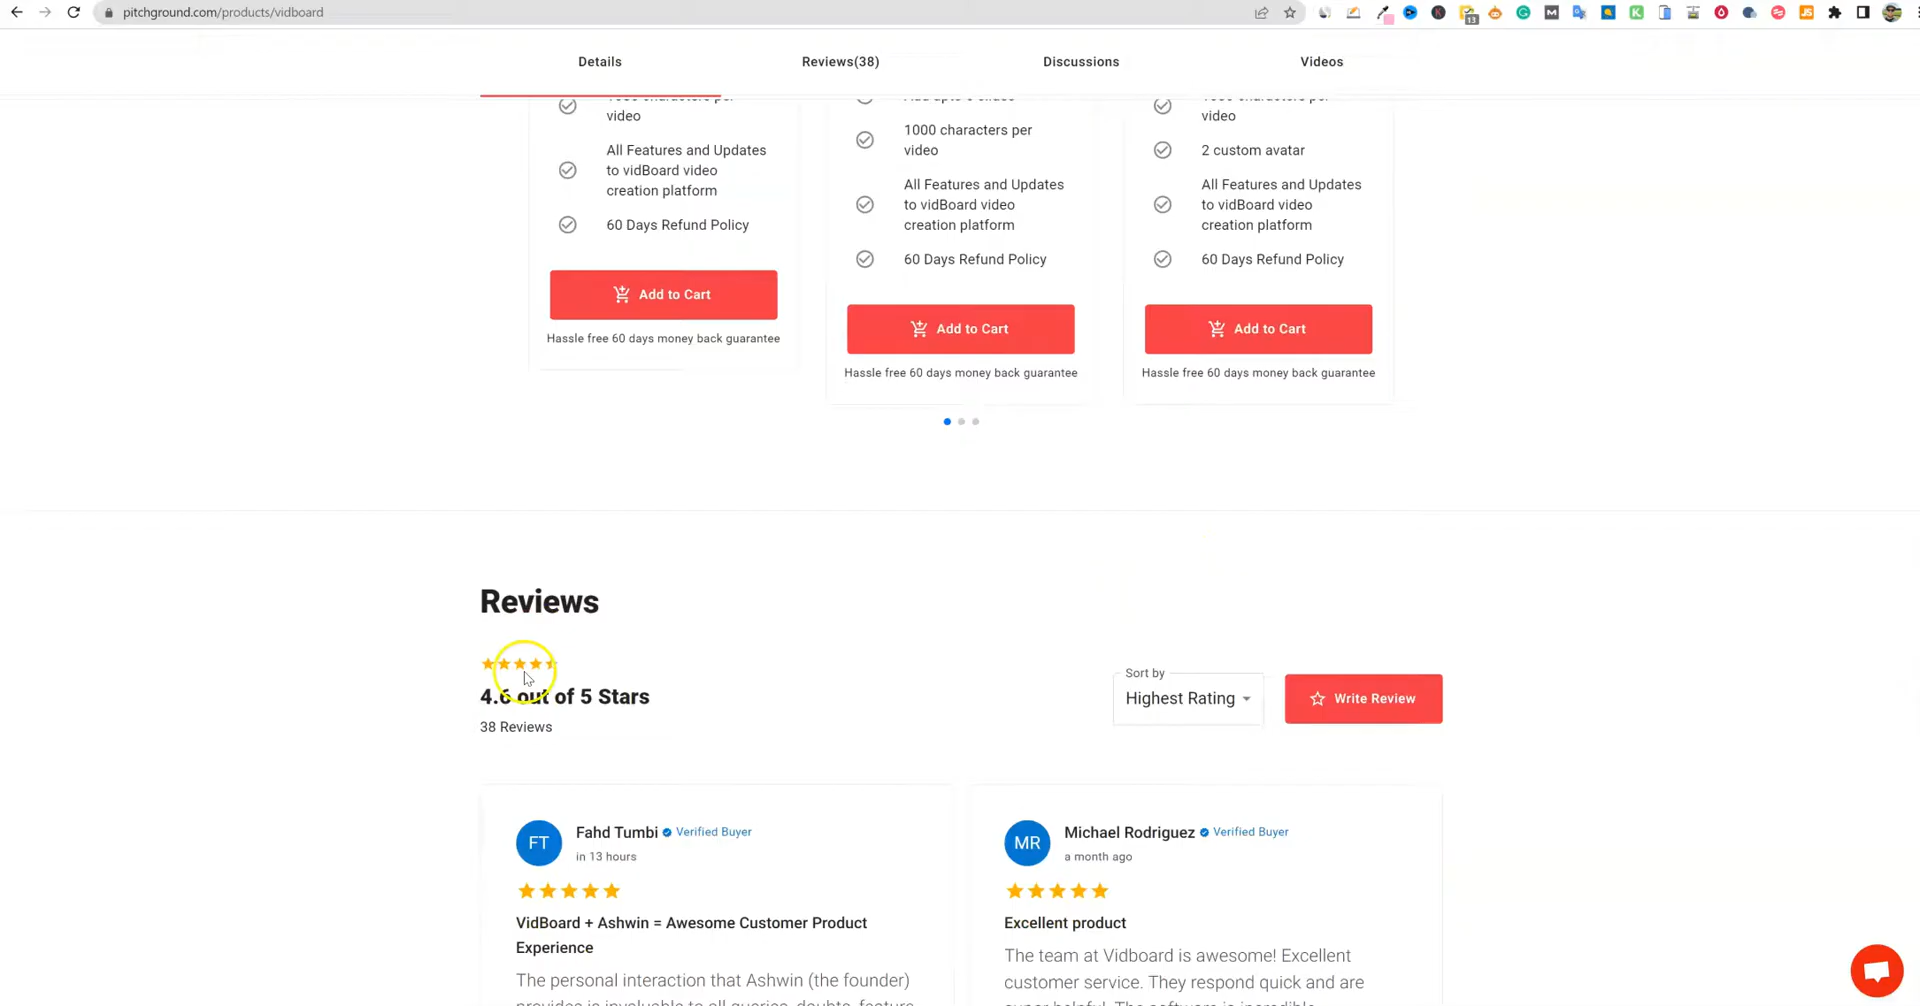 pitchground.com/products/vidboard
13
Details
Reviews(38)
Discussions
Videos
video
All Features and Updates
to vidBoard video
creation platform
60 Days Refund Policy
Add to Cart
Hassle free 60 days money back guarantee
1000 characters per
video
All Features and Updates
to vidBoard video
creation platform
60 Days Refund Policy
Add to Cart
Hassle free 60 days money back guarantee
video
2 custom avatar
All Features and Updates
to vidBoard video
creation platform
60 Days Refund Policy
Add to Cart
Hassle free 60 days money back guarantee
Reviews
4.6 out of 5 Stars
38 Reviews
Sort by
Highest Rating
Write Review
FT
Fahd Tumbi Verified Buyer
in 13 hours
VidBoard + Ashwin = Awesome Customer Product
Experience
The personal interaction that Ashwin (the founder)
MR
Michael Rodriguez Verified Buyer
a month ago
Excellent product
The team at Vidboard is awesome! Excellent
customer service. They respond quick and are